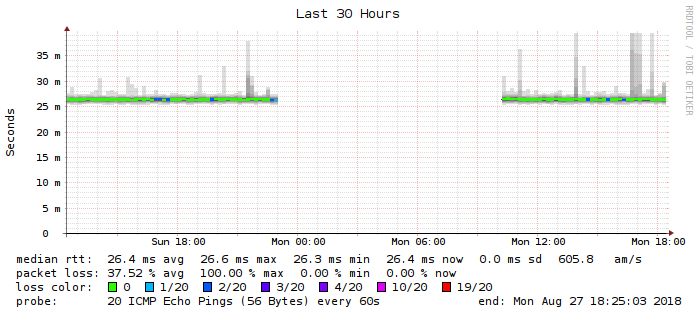 Last 30 Hours
RRDTOOL / TOBI OETIKER
Seconds
35 m
30 m
25 m
20 m
15 m
10 m
5 m
0
Sun 18:00 Mon 00:00 Mon 06:00 Mon 12:00 Mon 18:00
median rtt: 26.4 ms avg 26.6 ms max 26.3 ms min 26.4 ms now 0.0 ms sd 605.8 am/s
packet loss: 37.52 % avg 100.00 % max 0.00 % min 0.00 % now
loss color: 0 1/20 2/20 3/20 4/20 10/20 19/20
probe: 20 ICMP Echo Pings (56 Bytes) every 60s end: Mon Aug 27 18:25:03 2018